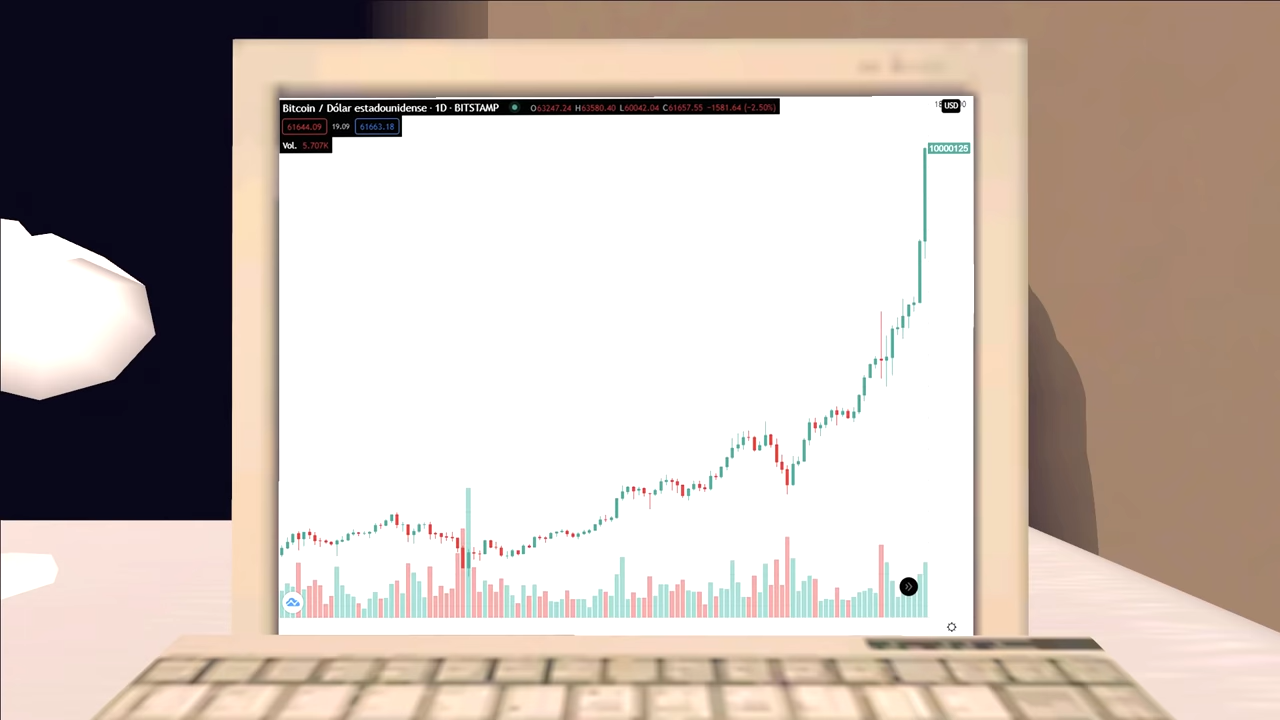 Bitcoin / Dólar estadounidense · 1D · BITSTAMP O63247.24 H63580.40 L60042.04 C61657.55 −1581.64 (−2.50%)
USD
61644.09 19.09 61663.18
Vol. 5.707K
10000125